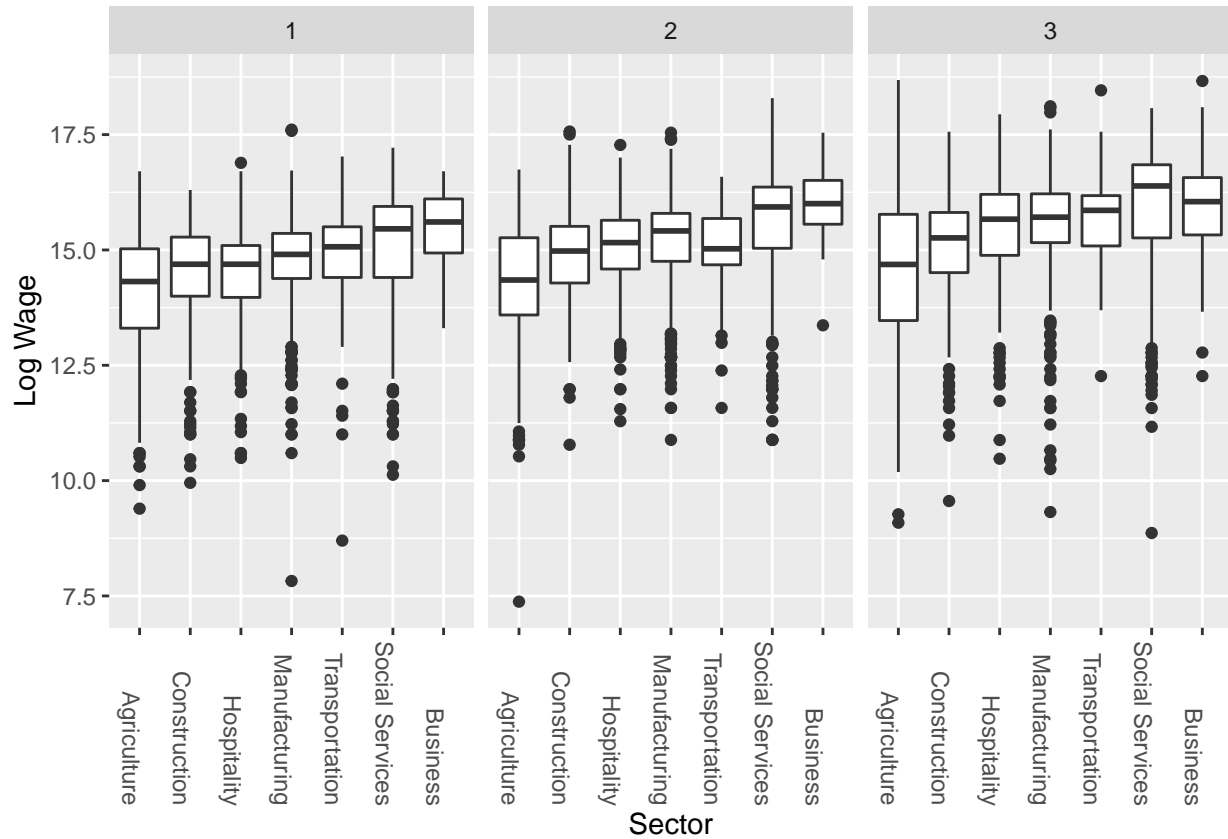 1 2 3
17.5
15.0
12.5
10.0
7.5
Log Wage
Agriculture Construction Hospitality Manufacturing Transportation Social Services Business Agriculture Construction Hospitality Manufacturing Transportation Social Services Business Agriculture Construction Hospitality Manufacturing Transportation Social Services Business
Sector